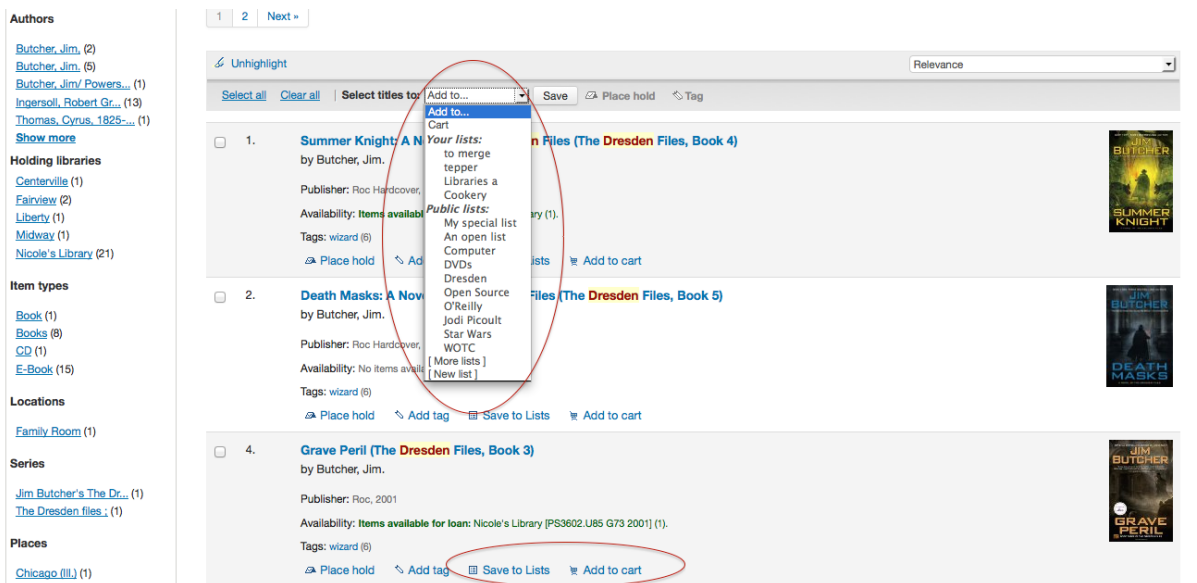 Authors
Butcher, Jim, (2)
Butcher, Jim. (5)
Butcher, Jim/ Powers... (1)
Ingersoll, Robert Gr... (13)
Thomas, Cyrus, 1825-... (1)
Show more
Holding libraries
Centerville (1)
Fairview (2)
Liberty (1)
Midway (1)
Nicole's Library (21)
Item types
Book (1)
Books (8)
CD (1)
E-Book (15)
Locations
Family Room (1)
Series
Jim Butcher's The Dr... (1)
The Dresden files ; (1)
Places
Chicago (Ill.) (1)
1 2 Next »
Unhighlight
Relevance
Select all Clear all | Select titles to: Add to... Save Place hold Tag
Add to...
Cart
Your lists:
to merge
tepper
Libraries a
Cookery
Public lists:
My special list
An open list
Computer
DVDs
Dresden
Open Source
O'Reilly
Jodi Picoult
Star Wars
WOTC
[ More lists ]
[ New list ]
1. Summer Knight: A N n Files (The Dresden Files, Book 4)
by Butcher, Jim.
Publisher: Roc Hardcover,
Availability: Items availabl ary (1).
Tags: wizard (6)
Place hold Ad ists Add to cart
JIM
BUTCHER
SUMMER
KNIGHT
2. Death Masks: A Nove Files (The Dresden Files, Book 5)
by Butcher, Jim.
Publisher: Roc Hardcover,
Availability: No items availa
Tags: wizard (6)
Place hold Add tag Save to Lists Add to cart
JIM
BUTCHER
DEATH
MASKS
4. Grave Peril (The Dresden Files, Book 3)
by Butcher, Jim.
Publisher: Roc, 2001
Availability: Items available for loan: Nicole's Library [PS3602.U85 G73 2001] (1).
Tags: wizard (6)
Place hold Add tag Save to Lists Add to cart
JIM
BUTCHER
GRAVE
PERIL